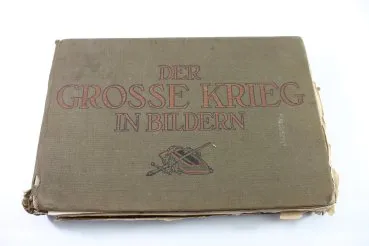 DER
GROSSE KRIEG
IN BILDERN